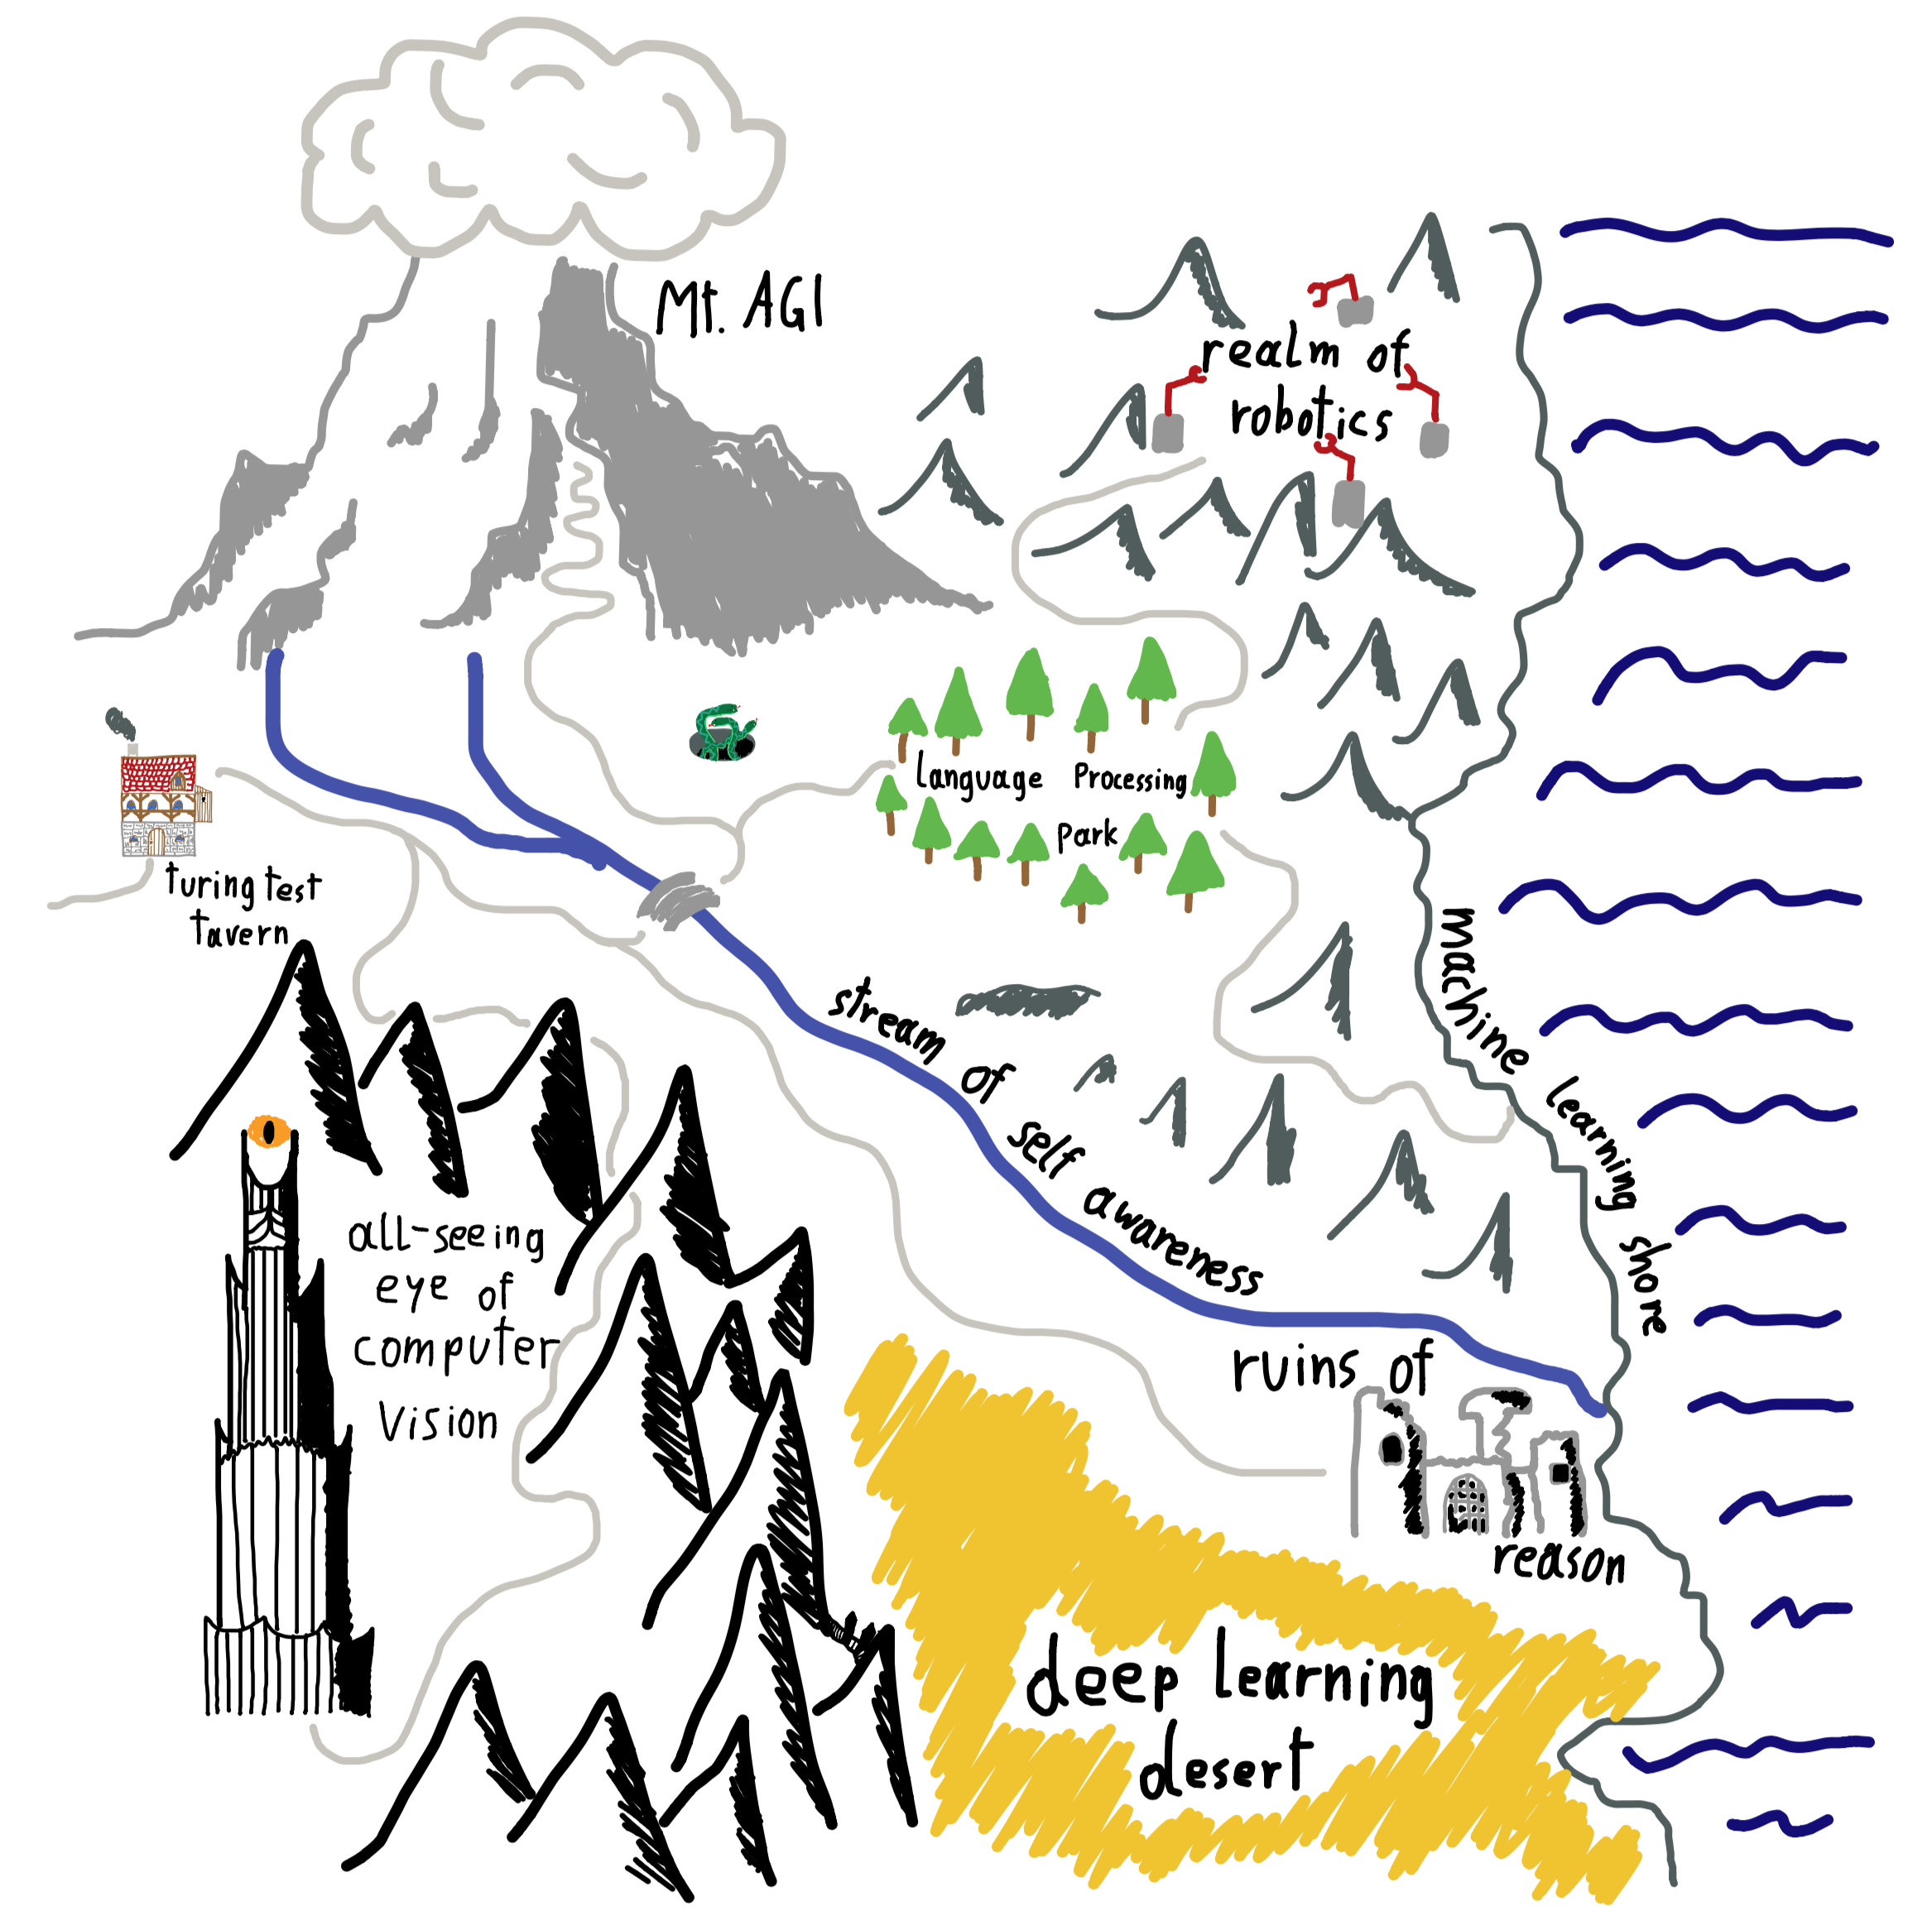 Mt. AGI
realm of
robotics
Language Processing
Park
turing test
tavern
machine learning shore
stream of self awareness
all-seeing
eye of
computer
vision
ruins of
reason
deep learning
desert